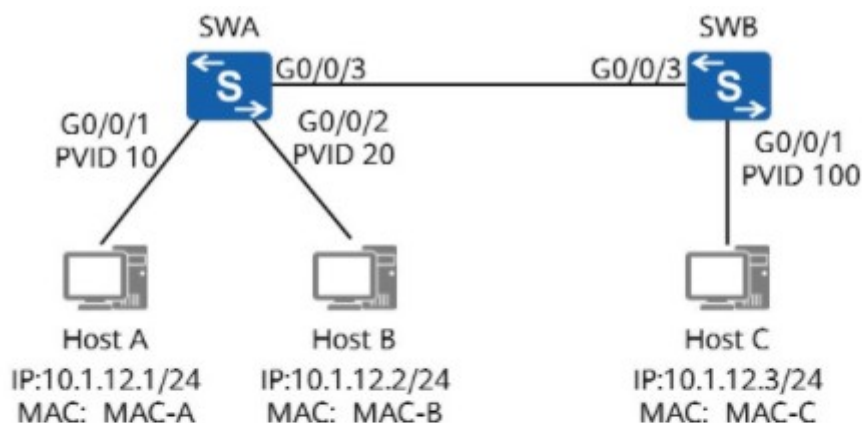 SWA
SWB
S
G0/0/3
G0/0/3
S
G0/0/1
PVID 10
G0/0/2
PVID 20
G0/0/1
PVID 100
Host A
Host B
Host C
IP:10.1.12.1/24
IP:10.1.12.2/24
IP:10.1.12.3/24
MAC: MAC-A
MAC: MAC-B
MAC: MAC-C